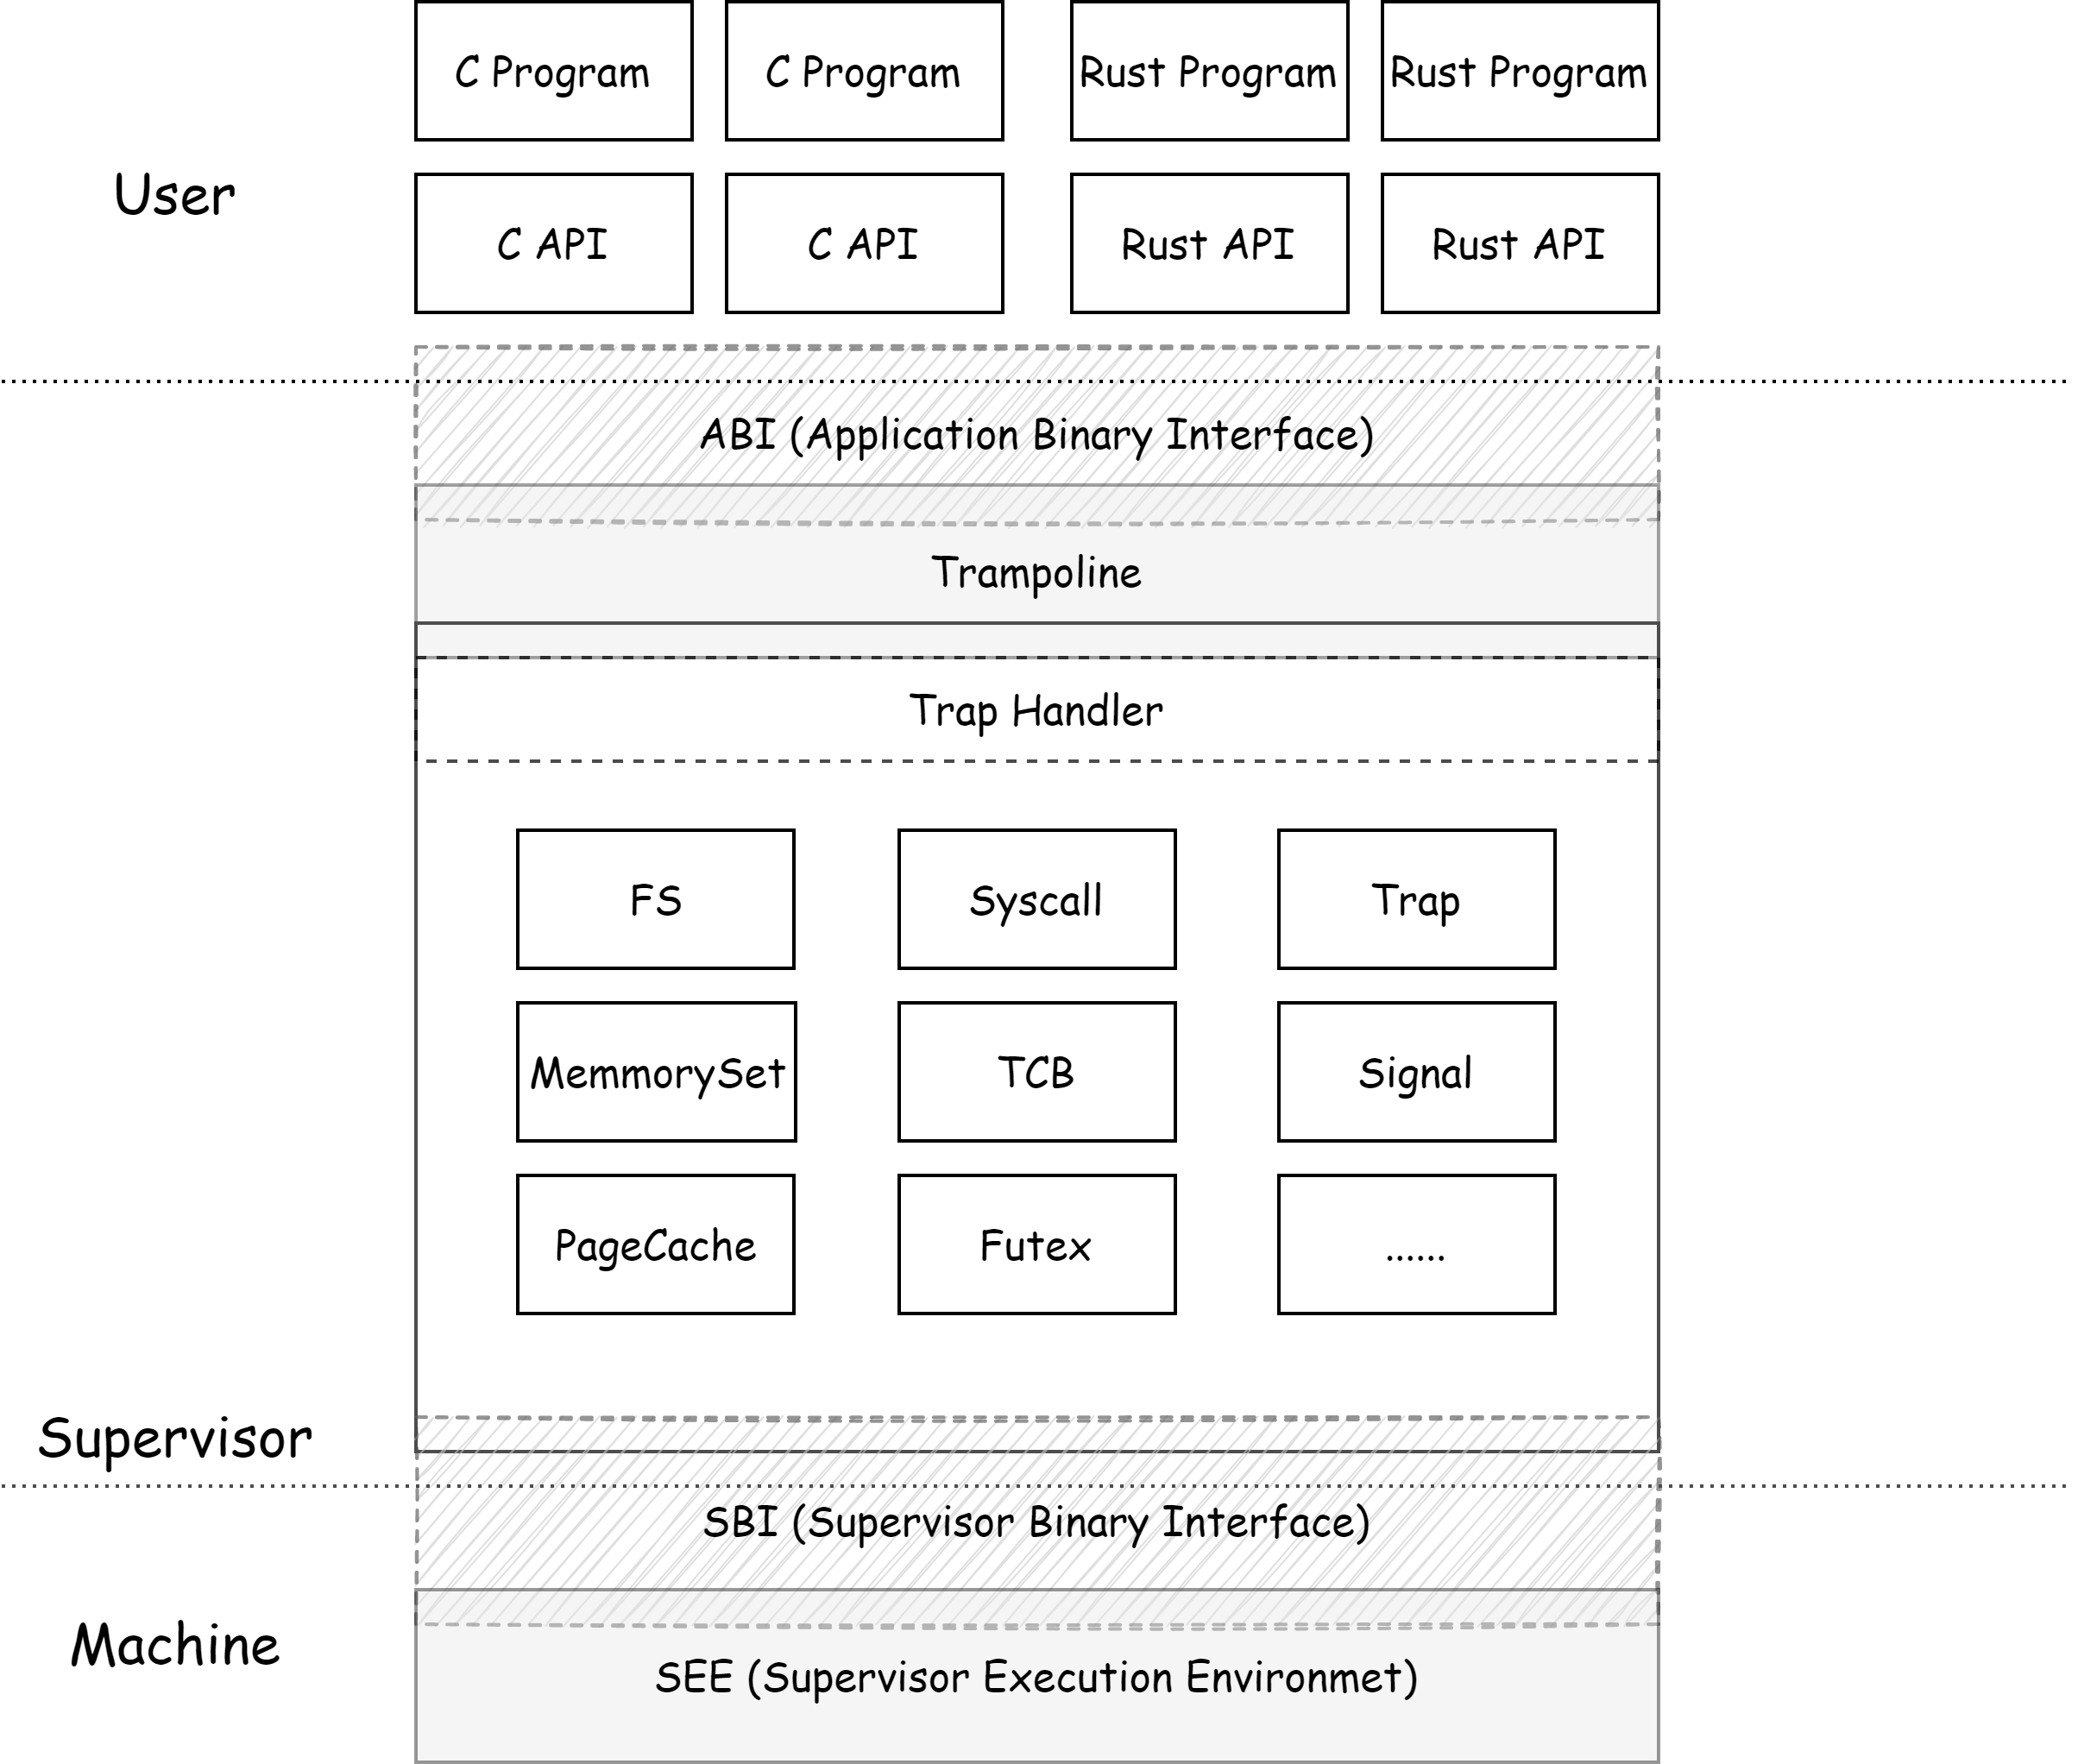 C Program
C Program
Rust Program
Rust Program
User
C API
C API
Rust API
Rust API
ABI (Application Binary Interface)
Trampoline
Trap Handler
FS
Syscall
Trap
MemmorySet
TCB
Signal
PageCache
Futex
......
Supervisor
SBI (Supervisor Binary Interface)
Machine
SEE (Supervisor Execution Environmet)